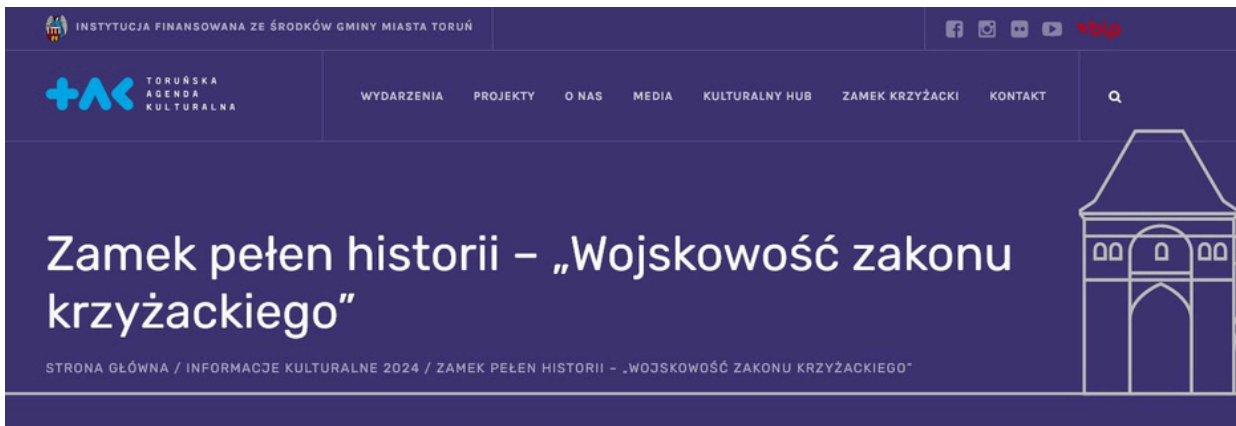 INSTYTUCJA FINANSOWANA ZE ŚRODKÓW GMINY MIASTA TORUŃ
bip
TORUŃSKA
AGENDA
KULTURALNA
WYDARZENIA PROJEKTY O NAS MEDIA KULTURALNY HUB ZAMEK KRZYŻACKI KONTAKT
Zamek pełen historii – „Wojskowość zakonu
krzyżackiego”
STRONA GŁÓWNA / INFORMACJE KULTURALNE 2024 / ZAMEK PEŁEN HISTORII – „WOJSKOWOŚĆ ZAKONU KRZYŻACKIEGO”